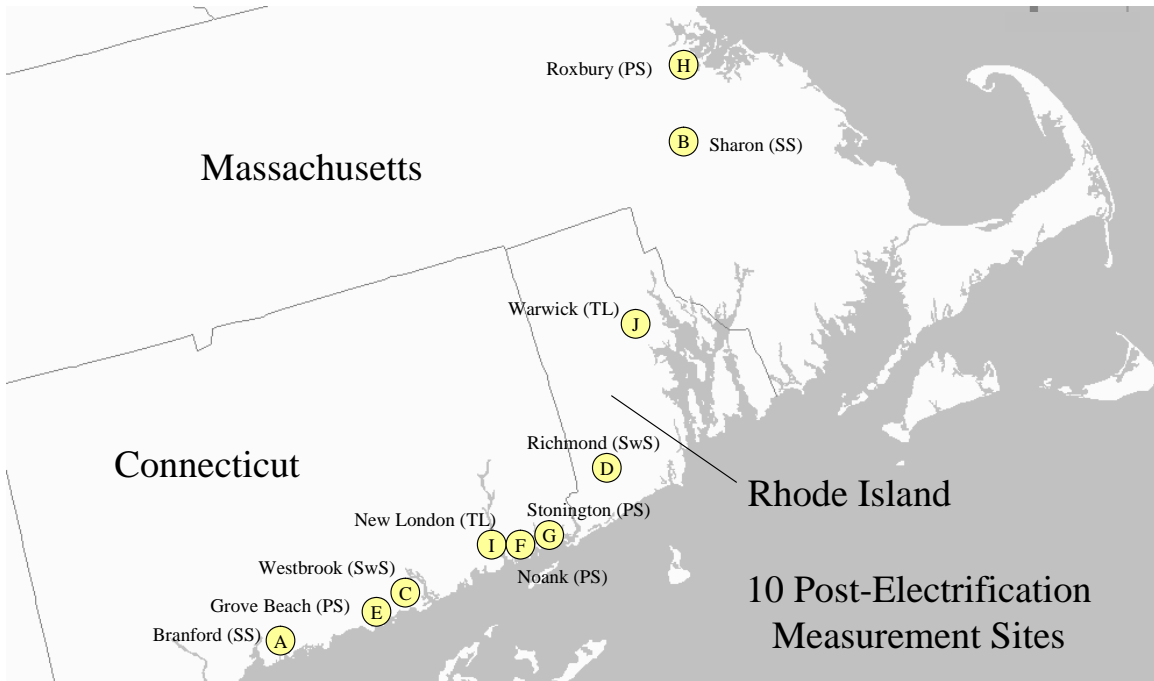 Roxbury (PS)
H
B
Sharon (SS)
Massachusetts
Warwick (TL)
J
Richmond (SwS)
D
Connecticut
Rhode Island
Stonington (PS)
New London (TL)
I
F
G
Noank (PS)
Westbrook (SwS)
C
Grove Beach (PS)
E
Branford (SS)
A
10 Post-Electrification
Measurement Sites